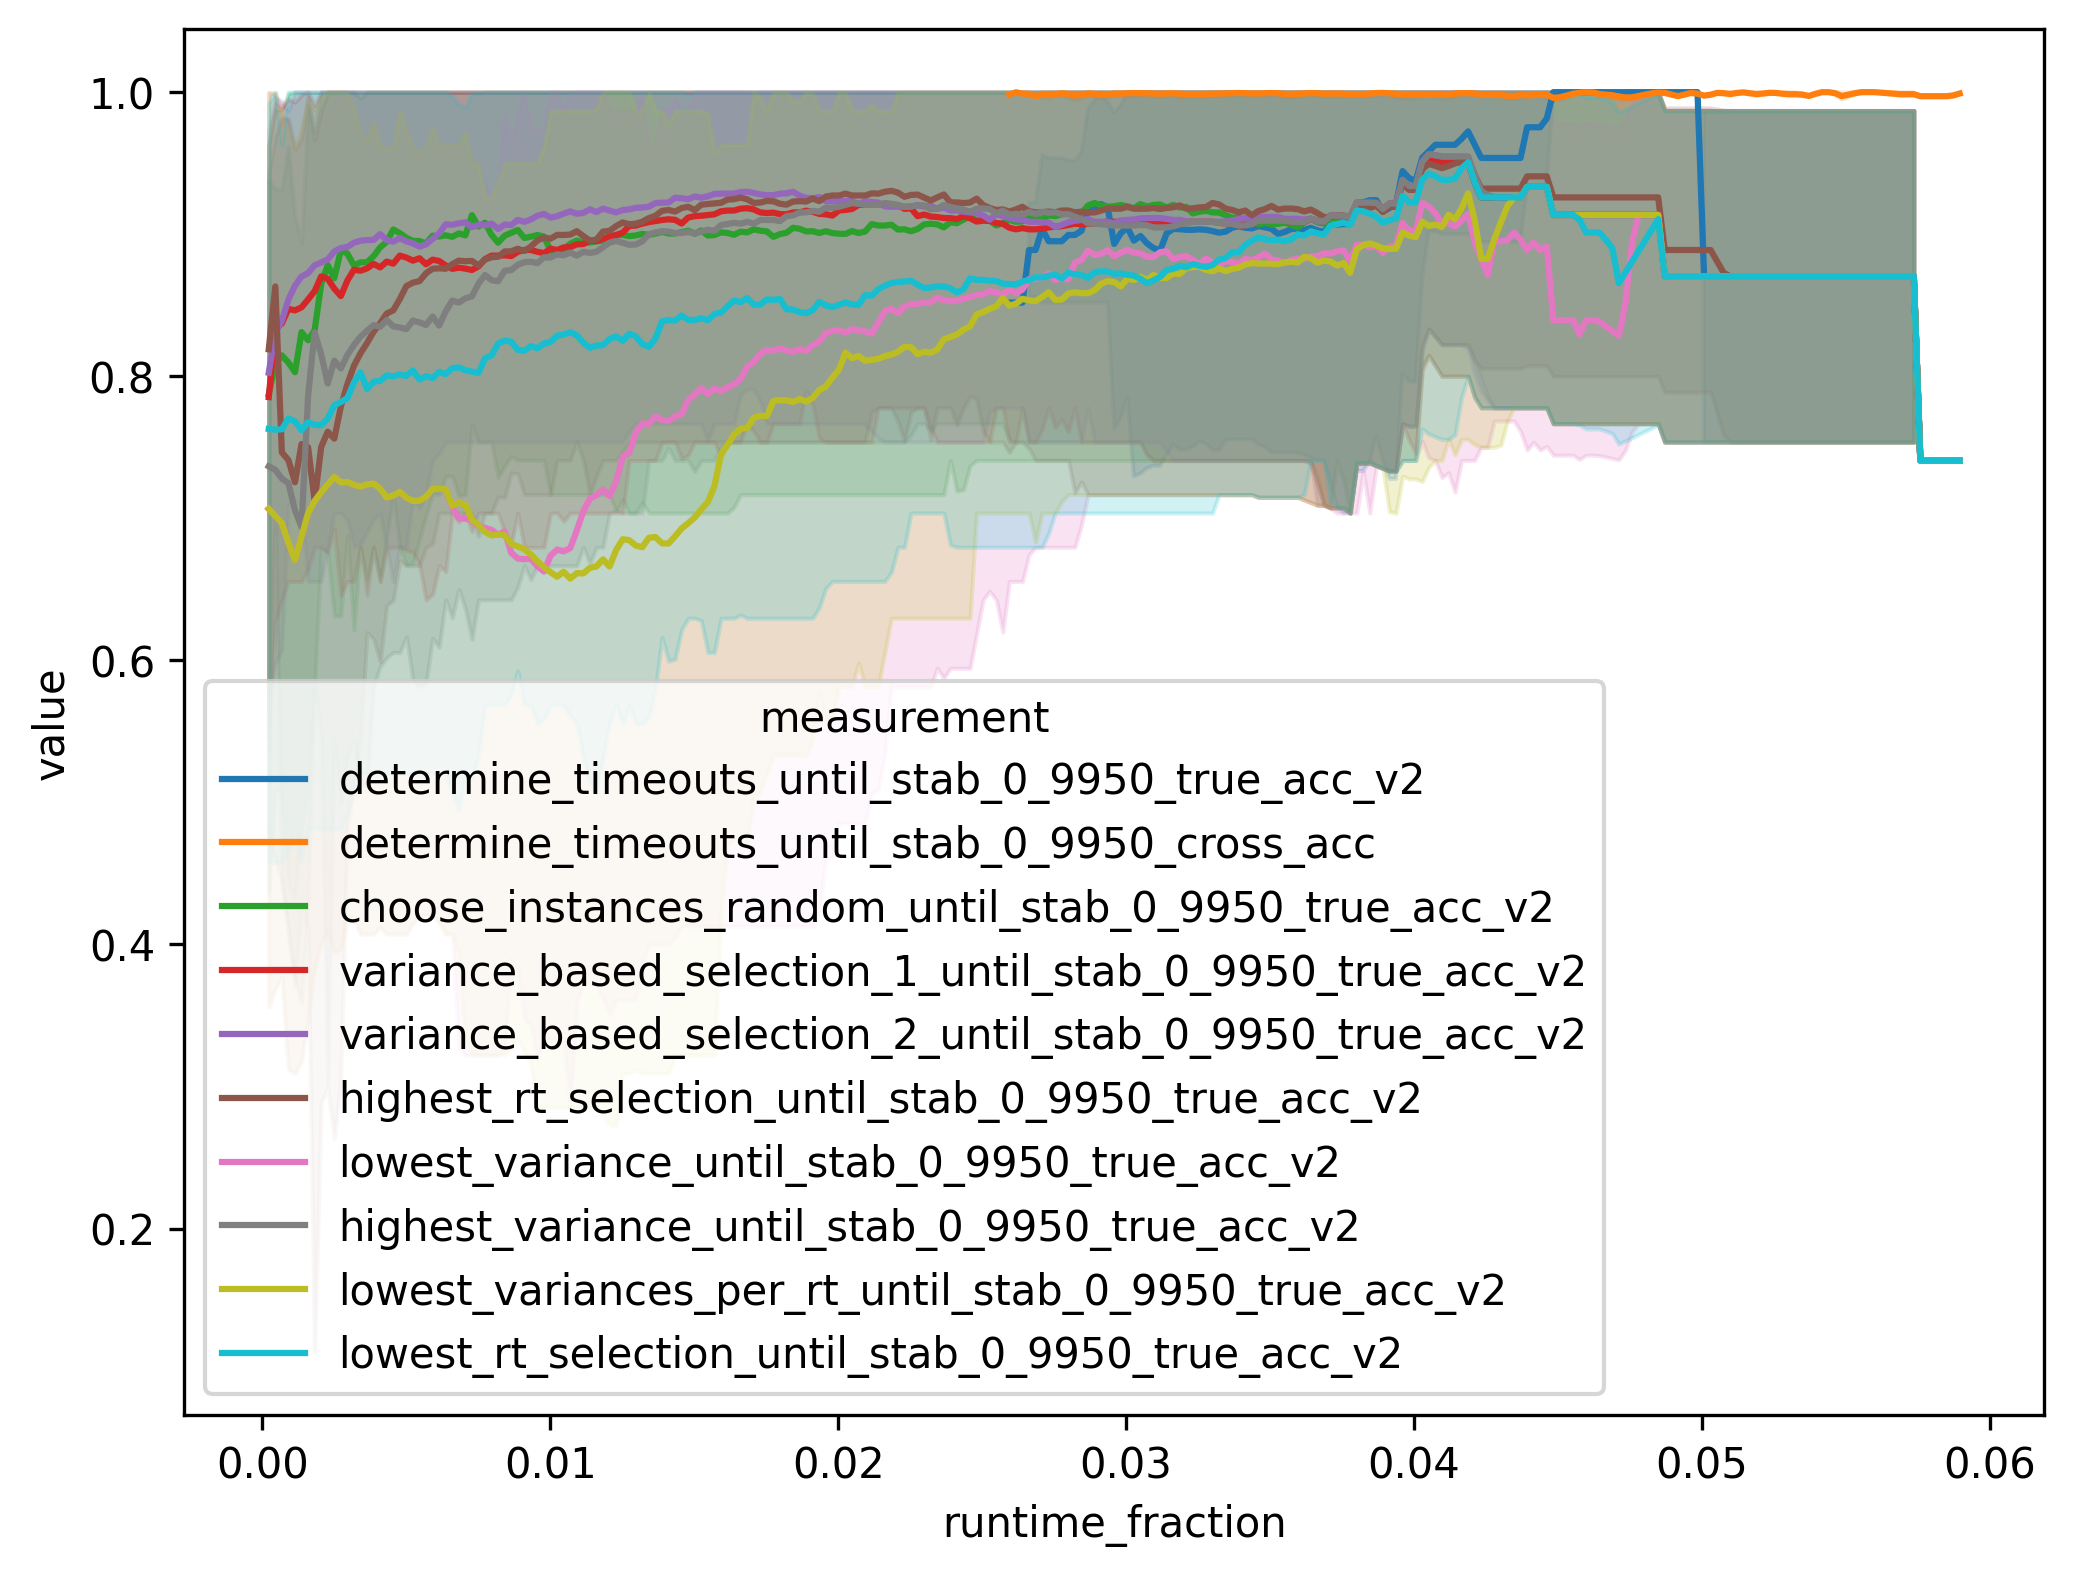 1.0
0.8
0.6
0.4
0.2
value
measurement
determine_timeouts_until_stab_0_9950_true_acc_v2
determine_timeouts_until_stab_0_9950_cross_acc
choose_instances_random_until_stab_0_9950_true_acc_v2
variance_based_selection_1_until_stab_0_9950_true_acc_v2
variance_based_selection_2_until_stab_0_9950_true_acc_v2
highest_rt_selection_until_stab_0_9950_true_acc_v2
lowest_variance_until_stab_0_9950_true_acc_v2
highest_variance_until_stab_0_9950_true_acc_v2
lowest_variances_per_rt_until_stab_0_9950_true_acc_v2
lowest_rt_selection_until_stab_0_9950_true_acc_v2
0.00 0.01 0.02 0.03 0.04 0.05 0.06
runtime_fraction